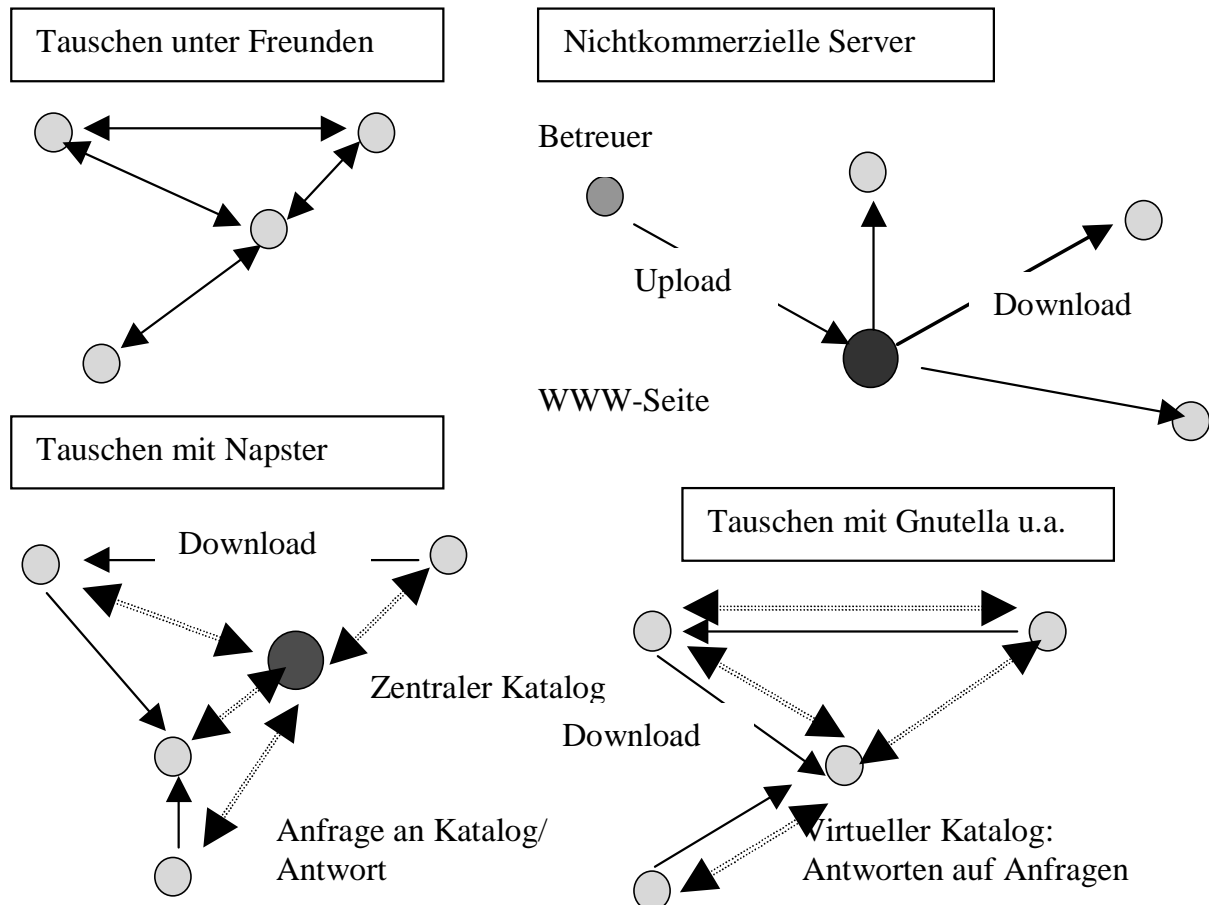 Tauschen unter Freunden
Nichtkommerzielle Server
Betreuer
Upload
Download
WWW-Seite
Tauschen mit Napster
Download
Zentraler Katalog
Anfrage an Katalog/
Antwort
Tauschen mit Gnutella u.a.
Download
Virtueller Katalog:
Antworten auf Anfragen